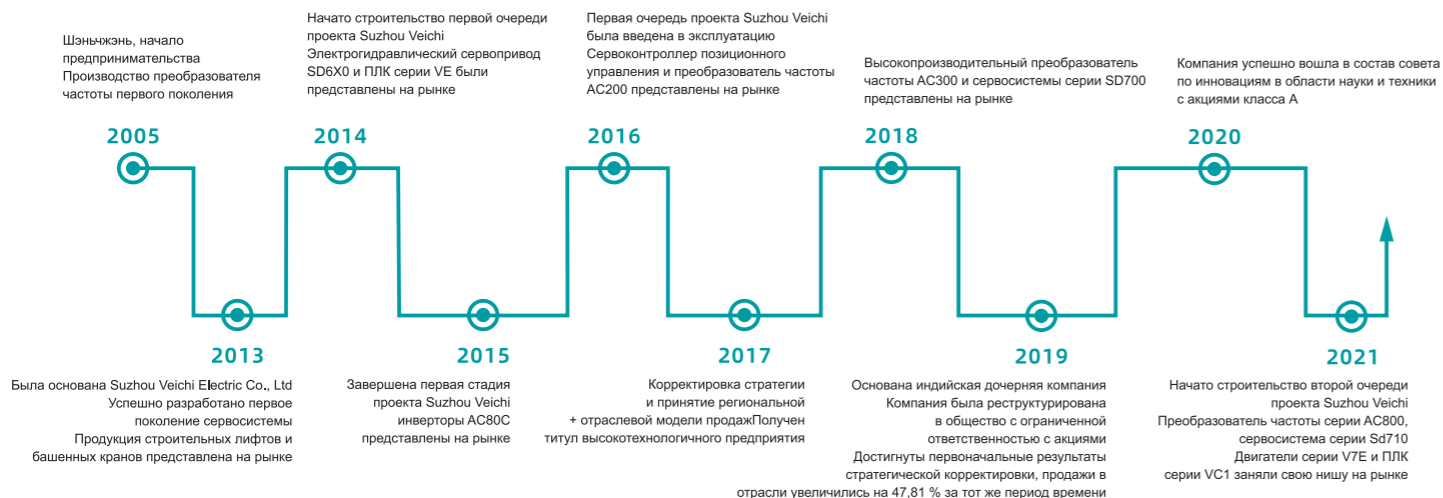 Шэньчжэнь, начало
предпринимательства
Производство преобразователя
частоты первого поколения
2005
Была основана Suzhou Veichi Electric Co., Ltd
Успешно разработано первое
поколение сервосистемы
Продукция строительных лифтов и
башенных кранов представлена на рынке
2013
Начато строительство первой очереди
проекта Suzhou Veichi
Электрогидравлический сервопривод
SD6X0 и ПЛК серии VE были
представлены на рынке
2014
2015
Завершена первая стадия
проекта Suzhou Veichi
инверторы AC80C
представлены на рынке
Первая очередь проекта Suzhou Veichi
была введена в эксплуатацию
Сервоконтроллер позиционного
управления и преобразователь частоты
AC200 представлены на рынке
2016
2017
Корректировка стратегии
и принятие региональной
+ отраслевой модели продажПолучен
титул высокотехнологичного предприятия
Высокопроизводительный преобразователь
частоты AC300 и сервосистемы серии SD700
представлены на рынке
2018
2019
Основана индийская дочерняя компания
Компания была реструктурирована
в общество с ограниченной
ответственностью с акциями
Достигнуты первоначальные результаты
стратегической корректировки, продажи в
отрасли увеличились на 47,81 % за тот же период времени
Компания успешно вошла в состав совета
по инновациям в области науки и техники
с акциями класса А
2020
2021
Начато строительство второй очереди
проекта Suzhou Veichi
Преобразователь частоты серии AC800,
сервосистема серии Sd710
Двигатели серии V7E и ПЛК
серии VC1 заняли свою нишу на рынке